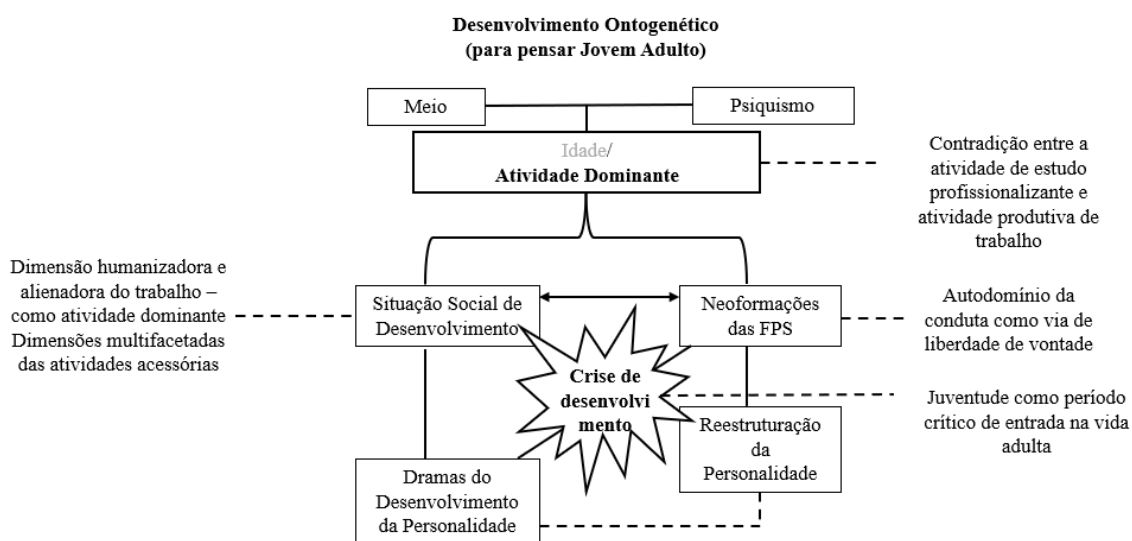 Desenvolvimento Ontogenético
(para pensar Jovem Adulto)
Meio
Psiquismo
Idade/
Atividade Dominante
Contradição entre a
atividade de estudo
profissionalizante e
atividade produtiva de
trabalho
Dimensão humanizadora e
alienadora do trabalho –
como atividade dominante
Dimensões multifacetadas
das atividades acessórias
Situação Social de
Desenvolvimento
Neoformações
das FPS
Autodomínio da
conduta como via de
liberdade de vontade
Crise de
desenvolvi
mento
Juventude como período
crítico de entrada na vida
adulta
Reestruturação
da
Personalidade
Dramas do
Desenvolvimento
da Personalidade